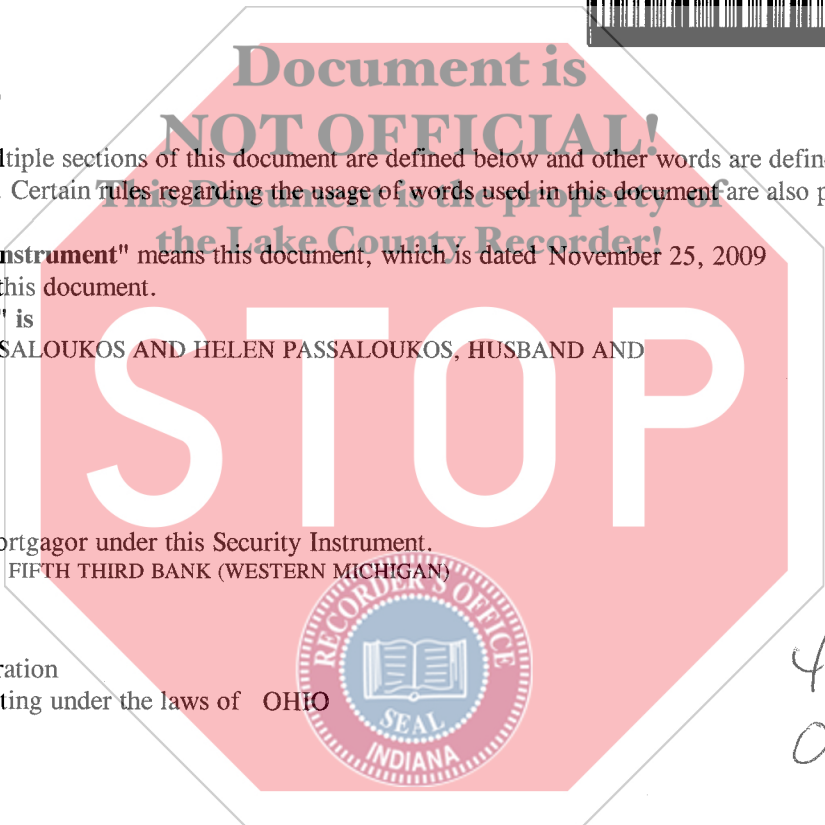 Document is
NOT OFFICIAL!
ltiple sections of this document are defined below and other words are defin
. Certain rules regarding the usage of words used in this document are also p
This Document is the property of
the Lake County Recorder!
nstrument" means this document, which is dated November 25, 2009
this document.
" is
SALOUKOS AND HELEN PASSALOUKOS, HUSBAND AND
STOP
ortgagor under this Security Instrument.
FIFTH THIRD BANK (WESTERN MICHIGAN)
RECORDER'S OFFICE
ration
ting under the laws of OHIO
SEAL
INDIANA